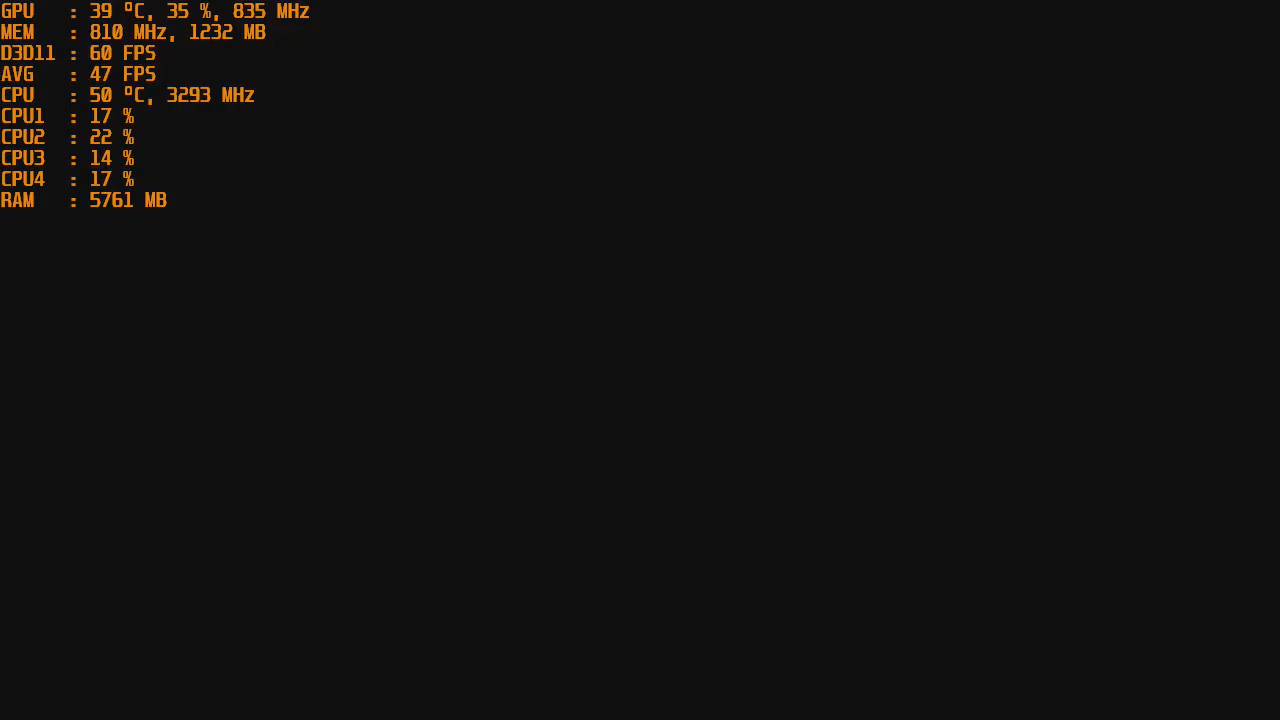 GPU : 39 °C, 35 %, 835 MHz
MEM : 810 MHz, 1232 MB
D3D11 : 60 FPS
AVG : 47 FPS
CPU : 50 °C, 3293 MHz
CPU1 : 17 %
CPU2 : 22 %
CPU3 : 14 %
CPU4 : 17 %
RAM : 5761 MB